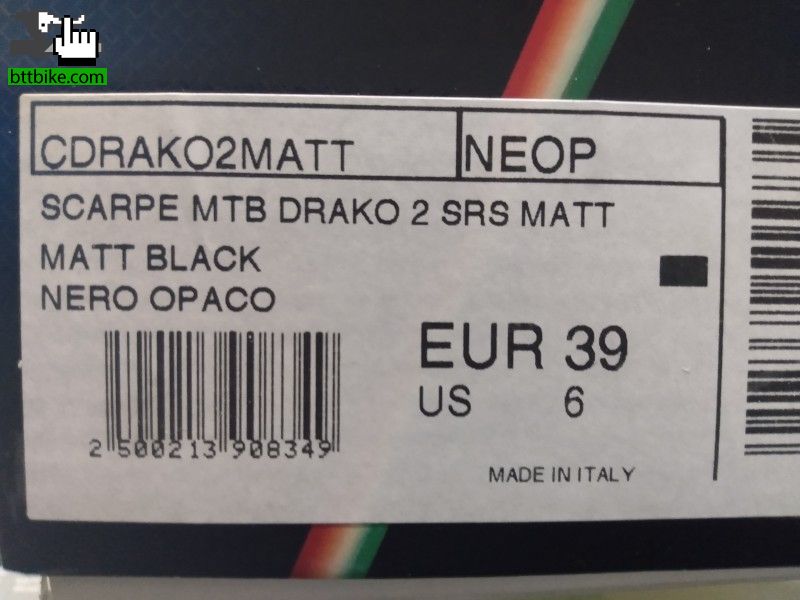 bttbike.com
CDRAKO2MATT NEOP
SCARPE MTB DRAKO 2 SRS MATT
MATT BLACK
NERO OPACO
EUR 39
US 6
2 500213 908349
MADE IN ITALY